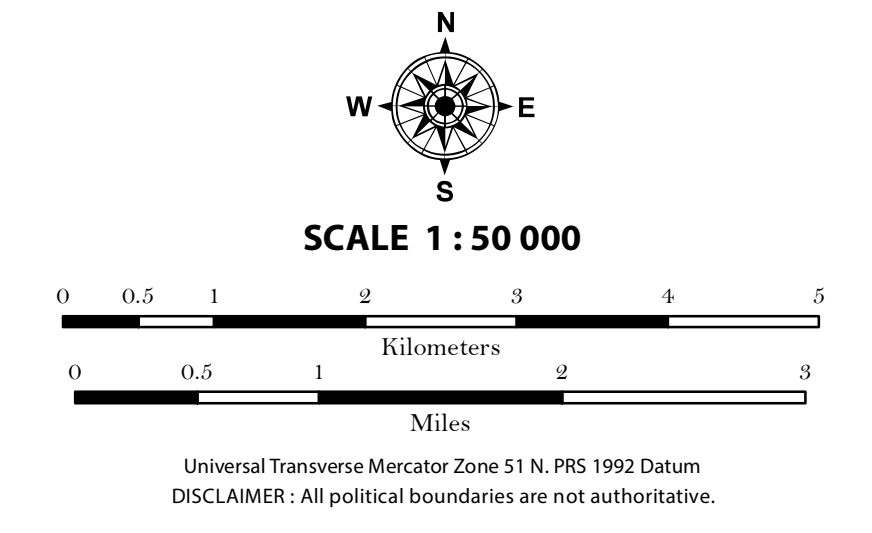 N
W E
S
SCALE 1 : 50 000
0 0.5 1 2 3 4 5
Kilometers
0 0.5 1 2 3
Miles
Universal Transverse Mercator Zone 51 N. PRS 1992 Datum
DISCLAIMER : All political boundaries are not authoritative.